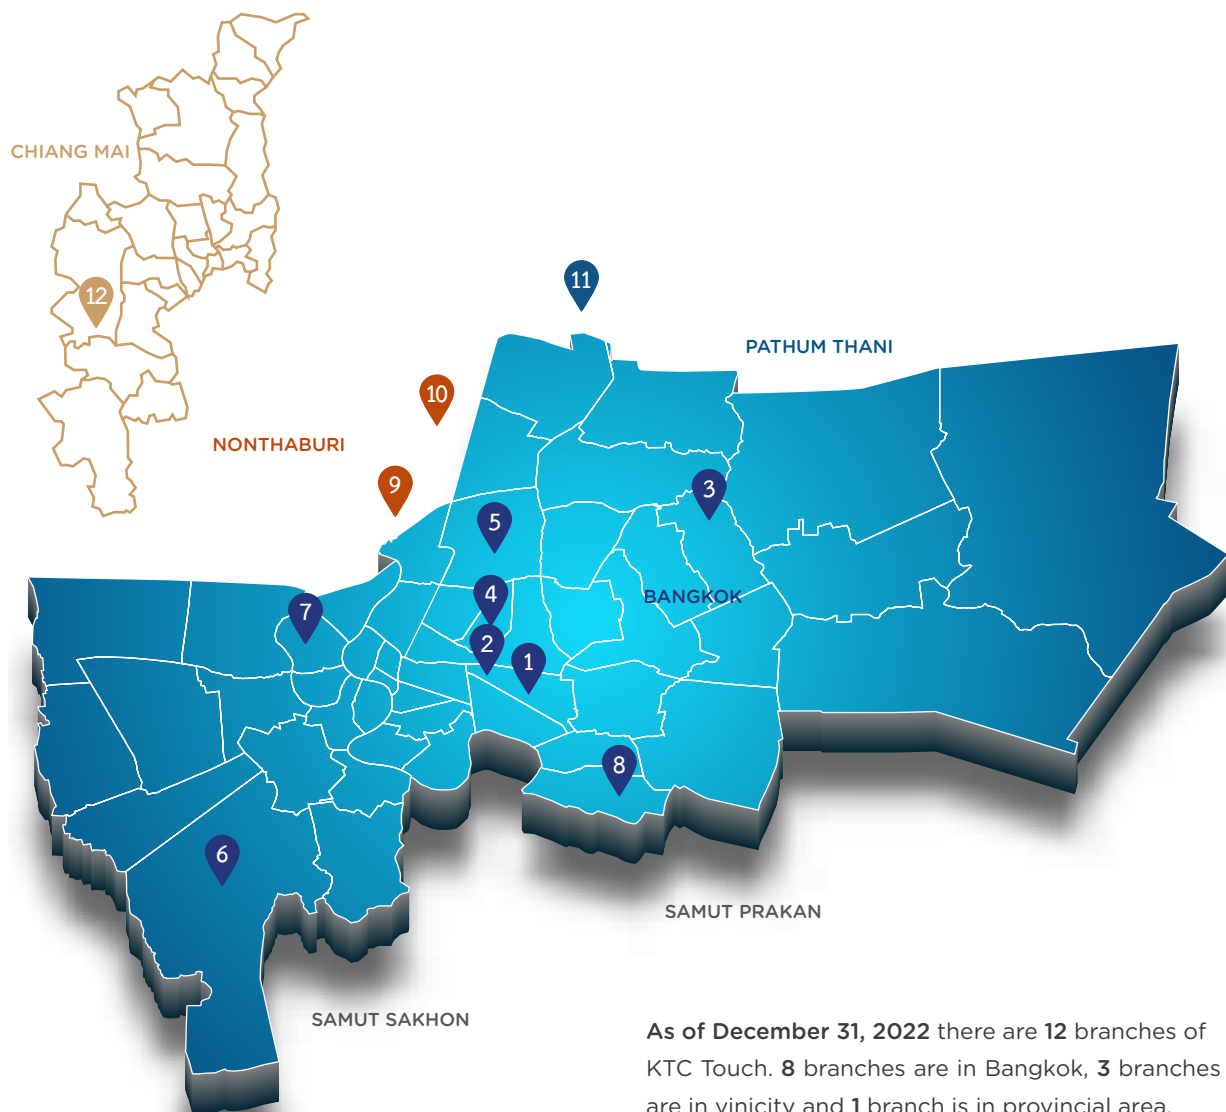 CHIANG MAI
12
11
PATHUM THANI
10
NONTHABURI
9
3
5
4
BANGKOK
7
2
1
8
6
SAMUT PRAKAN
SAMUT SAKHON
As of December 31, 2022 there are 12 branches of
KTC Touch. 8 branches are in Bangkok, 3 branches
are in vinicity and 1 branch is in provincial area.